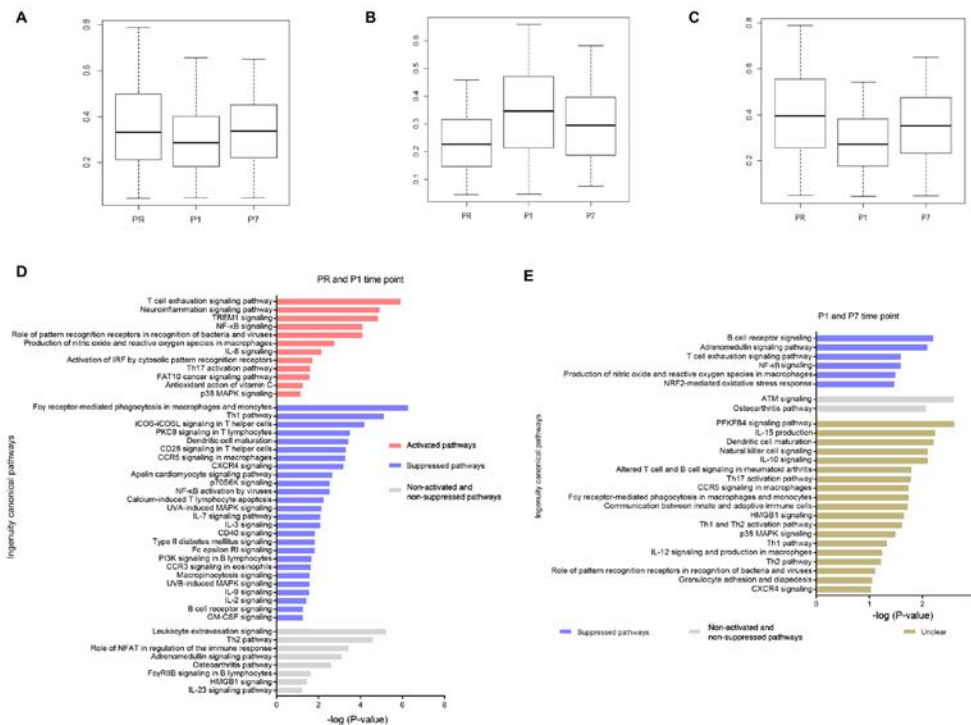 A
0.8
0.6
0.4
0.2
PR
P1
P7
B
0.6
0.5
0.4
0.3
0.2
0.1
PR
P1
P7
C
0.8
0.6
0.4
0.2
PR
P1
P7
D
PR and P1 time point
T cell exhaustion signaling pathway
Neuroinflammation signaling pathway
TREM1 signaling
NF-κB signaling
Role of pattern recognition receptors in recognition of bacteria and viruses
Production of nitric oxide and reactive oxygen species in macrophages
IL-8 signaling
Activation of IRF by cytosolic pattern recognition receptors
Th17 activation pathway
FAT10 cancer signaling pathway
Antioxidant action of vitamin C
p38 MAPK signaling
Fcγ receptor-mediated phagocytosis in macrophages and monocytes
Th1 pathway
iCOS-iCOSL signaling in T helper cells
PKCθ signaling in T lymphocytes
Dendritic cell maturation
CD28 signaling in T helper cells
CCR5 signaling in macrophages
CXCR4 signaling
Apelin cardiomyocyte signaling pathway
p70S6K signaling
NF-κB activation by viruses
Calcium-induced T lymphocyte apoptosis
UVA-induced MAPK signaling
IL-7 signaling pathway
IL-3 signaling
CD40 signaling
Type II diabetes mellitus signaling
Fc epsilon RI signaling
PI3K signaling in B lymphocytes
CCR3 signaling in eosinophils
Macropinocytosis signaling
UVB-induced MAPK signaling
IL-9 signaling
IL-2 signaling
B cell receptor signaling
GM-CSF signaling
Leukocyte extravasation signaling
Th2 pathway
Role of NFAT in regulation of the immune response
Adrenomedullin signaling pathway
Osteoarthritis pathway
FcγRIIB signaling in B lymphocytes
HMGB1 signaling
IL-23 signaling pathway
Ingenuity canonical pathways
0 2 4 6 8
-log (P-value)
Activated pathways
Suppressed pathways
Non-activated and
non-suppressed pathways
E
P1 and P7 time point
B cell receptor signaling
Adrenomedullin signaling pathway
T cell exhaustion signaling pathway
NF-κB signaling
Production of nitric oxide and reactive oxygen species in macrophages
NRF2-mediated oxidative stress response
ATM signaling
Osteoarthritis pathway
PFKFB4 signaling pathway
IL-15 production
Dendritic cell maturation
Natural killer cell signaling
IL-10 signaling
Altered T cell and B cell signaling in rheumatoid arthritis
Th17 activation pathway
CCR5 signaling in macrophages
Fcγ receptor-mediated phagocytosis in macrophages and monocytes
Communication between innate and adaptive immune cells
HMGB1 signaling
Th1 and Th2 activation pathway
p38 MAPK signaling
Th1 pathway
IL-12 signaling and production in macrophages
Th2 pathway
Role of pattern recognition receptors in recognition of bacteria and viruses
Granulocyte adhesion and diapedesis
CXCR4 signaling
Ingenuity canonical pathways
0 1 2 3
-log (P-value)
Suppressed pathways
Non-activated and
non-suppressed pathways
Unclear